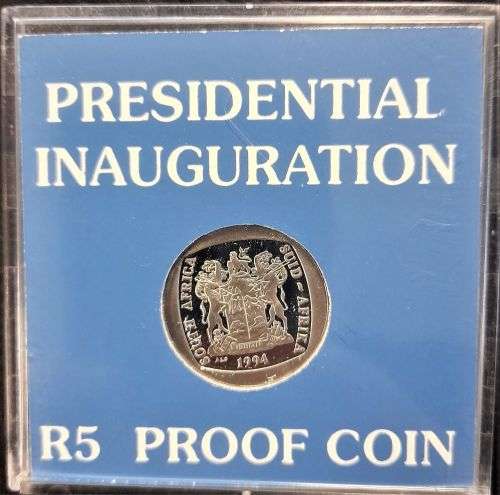 PRESIDENTIAL
INAUGURATION
SOUTH AFRICA
SUID-AFRIKA
1994
R5 PROOF COIN